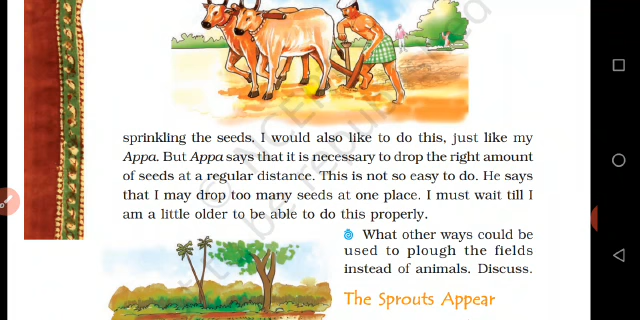 sprinkling the seeds. I would also like to do this, just like my
Appa. But Appa says that it is necessary to drop the right amount
of seeds at a regular distance. This is not so easy to do. He says
that I may drop too many seeds at one place. I must wait till I
am a little older to be able to do this properly.
What other ways could be
used to plough the fields
instead of animals. Discuss.
The Sprouts Appear